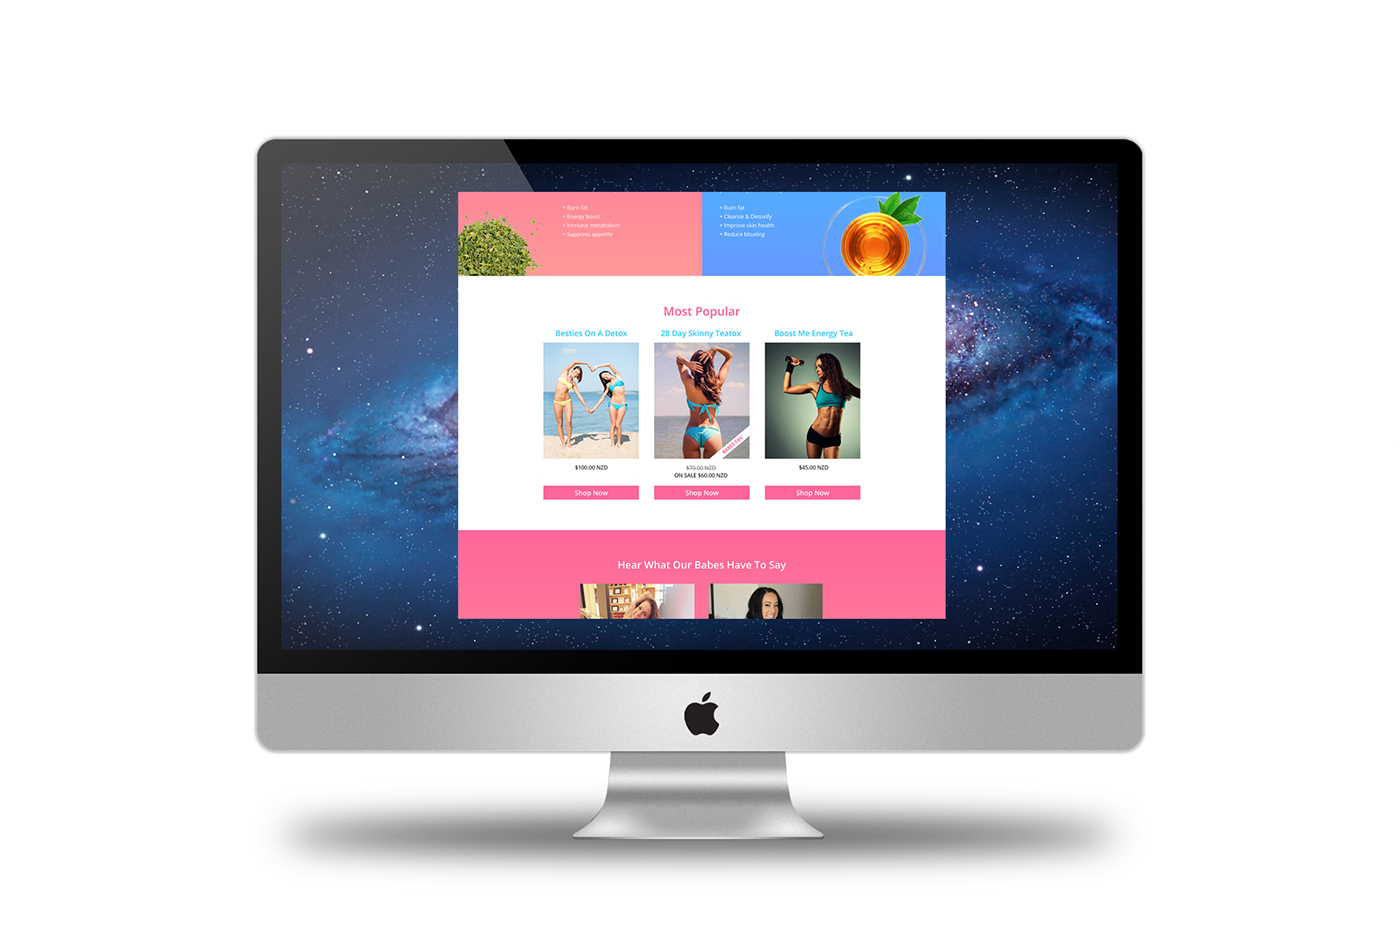 + Burn fat
+ Energy boost
+ Increase metabolism
+ Suppress appetite
+ Burn fat
+ Cleanse & Detoxify
+ Improve skin health
+ Reduce bloating
Most Popular
Besties On A Detox
28 Day Skinny Teatox
Boost Me Energy Tea
BABES FAV
$100.00 NZD
$70.00 NZD
ON SALE $60.00 NZD
$45.00 NZD
Shop Now
Shop Now
Shop Now
Hear What Our Babes Have To Say